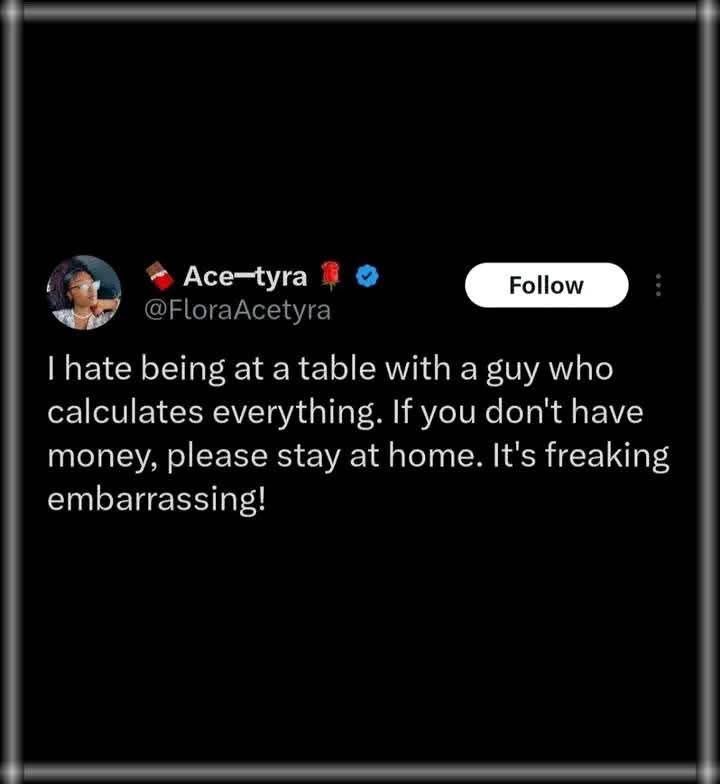 🍫 Ace━tyra 🌹
Follow
@FloraAcetyra
I hate being at a table with a guy who
calculates everything. If you don't have
money, please stay at home. It's freaking
embarrassing!